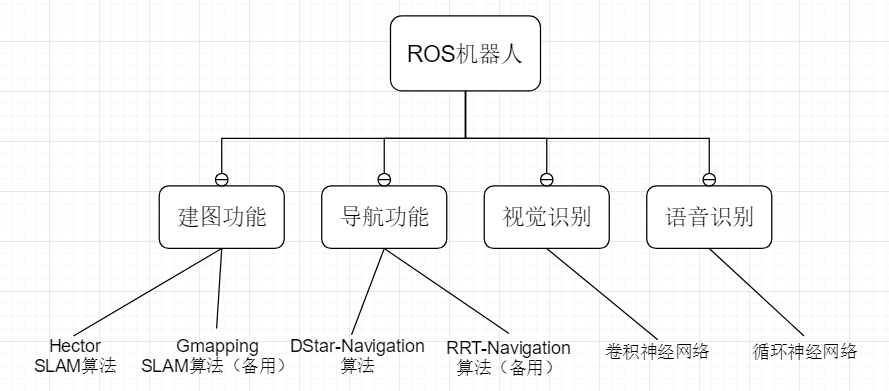 ROS机器人
建图功能
导航功能
视觉识别
语音识别
Hector
SLAM算法
Gmapping
SLAM算法（备用）
DStar-Navigation
算法
RRT-Navigation
算法（备用）
卷积神经网络
循环神经网络